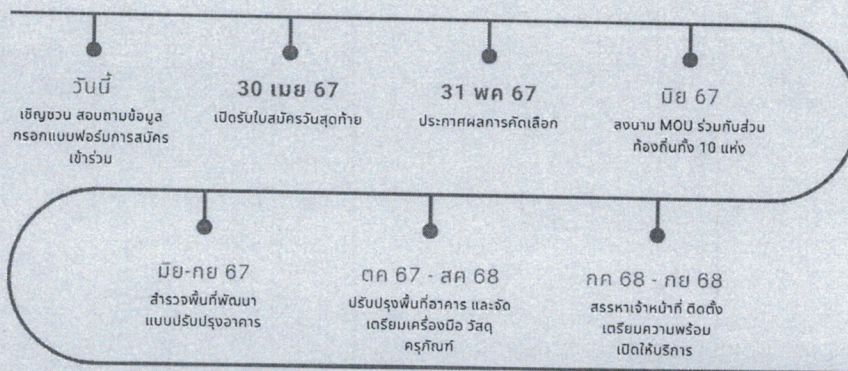 วันนี้
เชิญชวน สอบถามข้อมูล
กรอกแบบฟอร์มการสมัคร
เข้าร่วม
30 เมย 67
เปิดรับใบสมัครวันสุดท้าย
31 พค 67
ประกาศผลการคัดเลือก
มิย 67
ลงนาม MOU ร่วมกับส่วน
ท้องถิ่นทั้ง 10 แห่ง
มิย-กย 67
สำรวจพื้นที่พัฒนา
แบบปรับปรุงอาคาร
ตค 67 - สค 68
ปรับปรุงพื้นที่อาคาร และจัด
เตรียมเครื่องมือ วัสดุ
ครุภัณฑ์
กค 68 - กย 68
สรรหาเจ้าหน้าที่ ติดตั้ง
เตรียมความพร้อม
เปิดให้บริการ